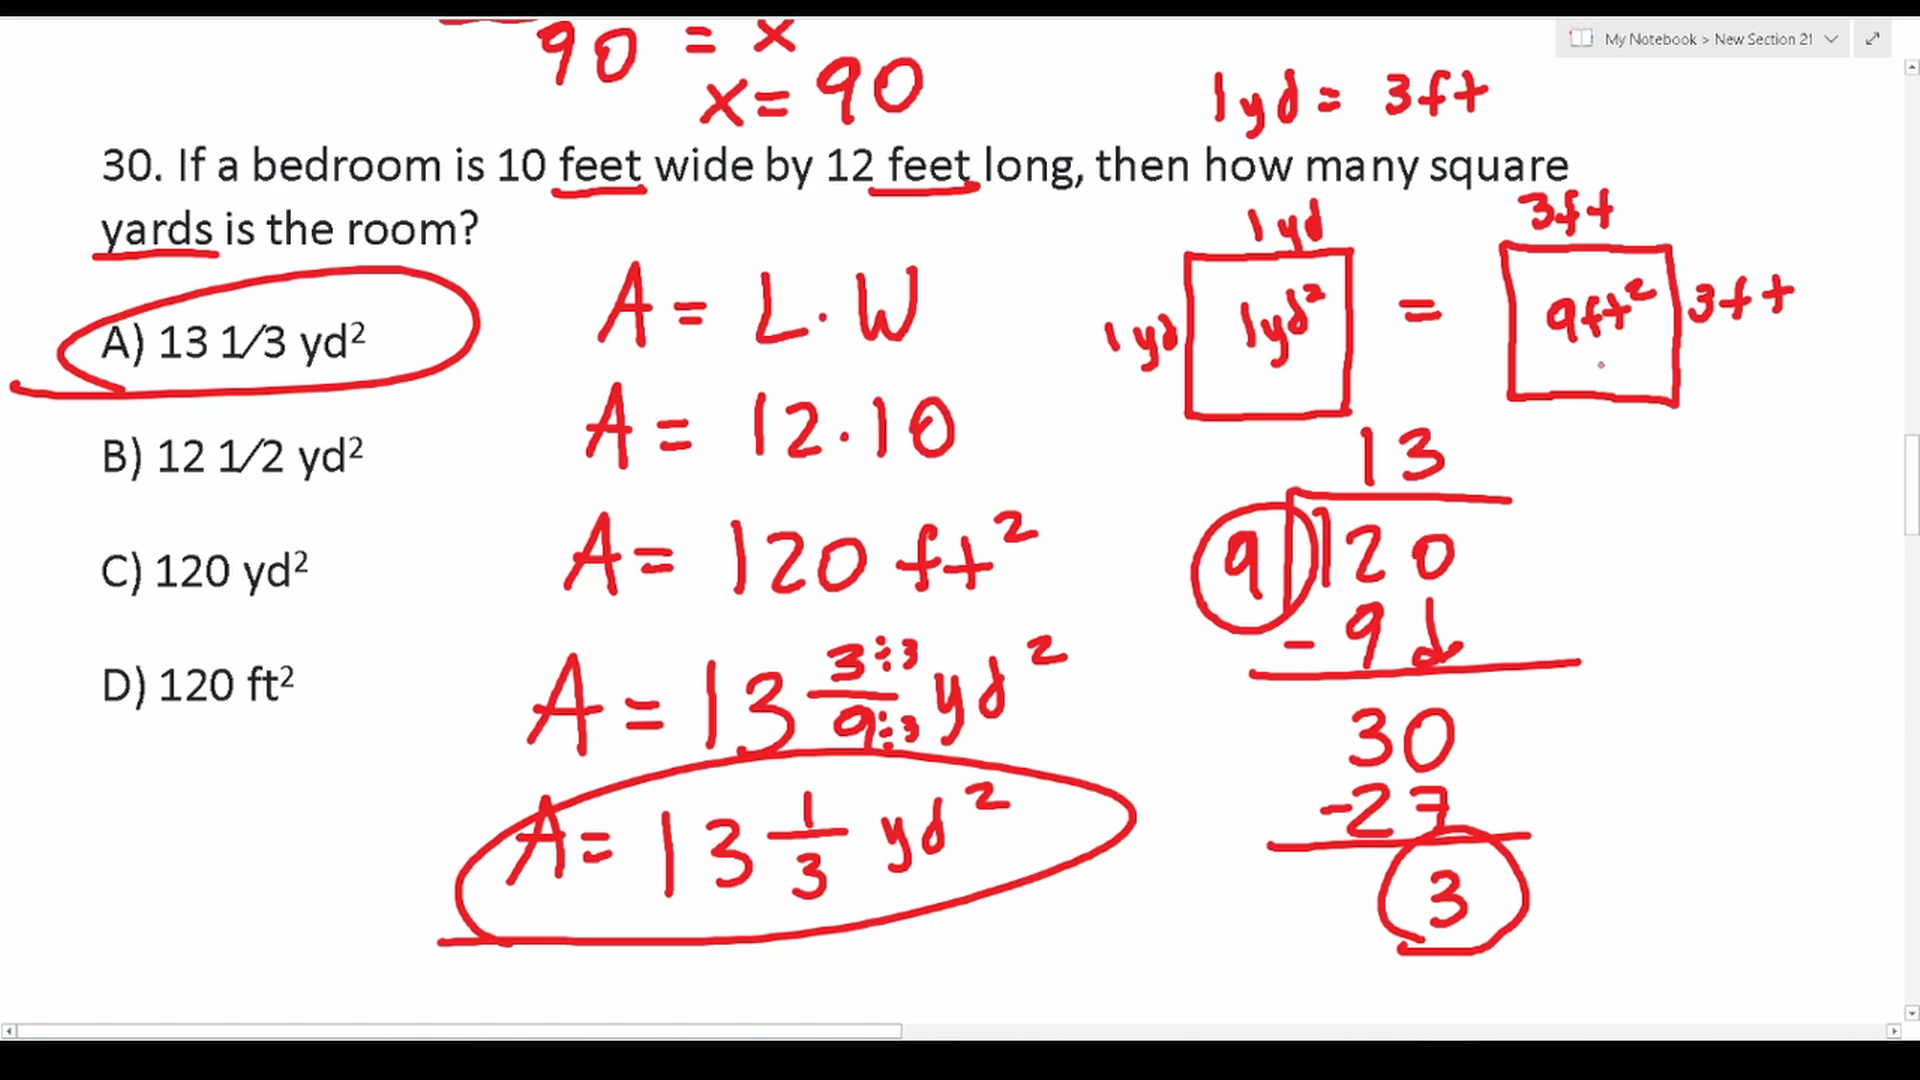 90 = x
x = 90
My Notebook > New Section 21
1yd = 3ft
30. If a bedroom is 10 feet wide by 12 feet long, then how many square
yards is the room?
A) 13 1/3 yd²
B) 12 1/2 yd²
C) 120 yd²
D) 120 ft²
A = L · W
A = 12 · 10
A = 120 ft²
A = 13 3÷3/9÷3 yd²
A = 13 1/3 yd²
1yd
1yd
1yd²
=
3ft
9ft²
3ft
13
9 120
- 9
30
-27
3